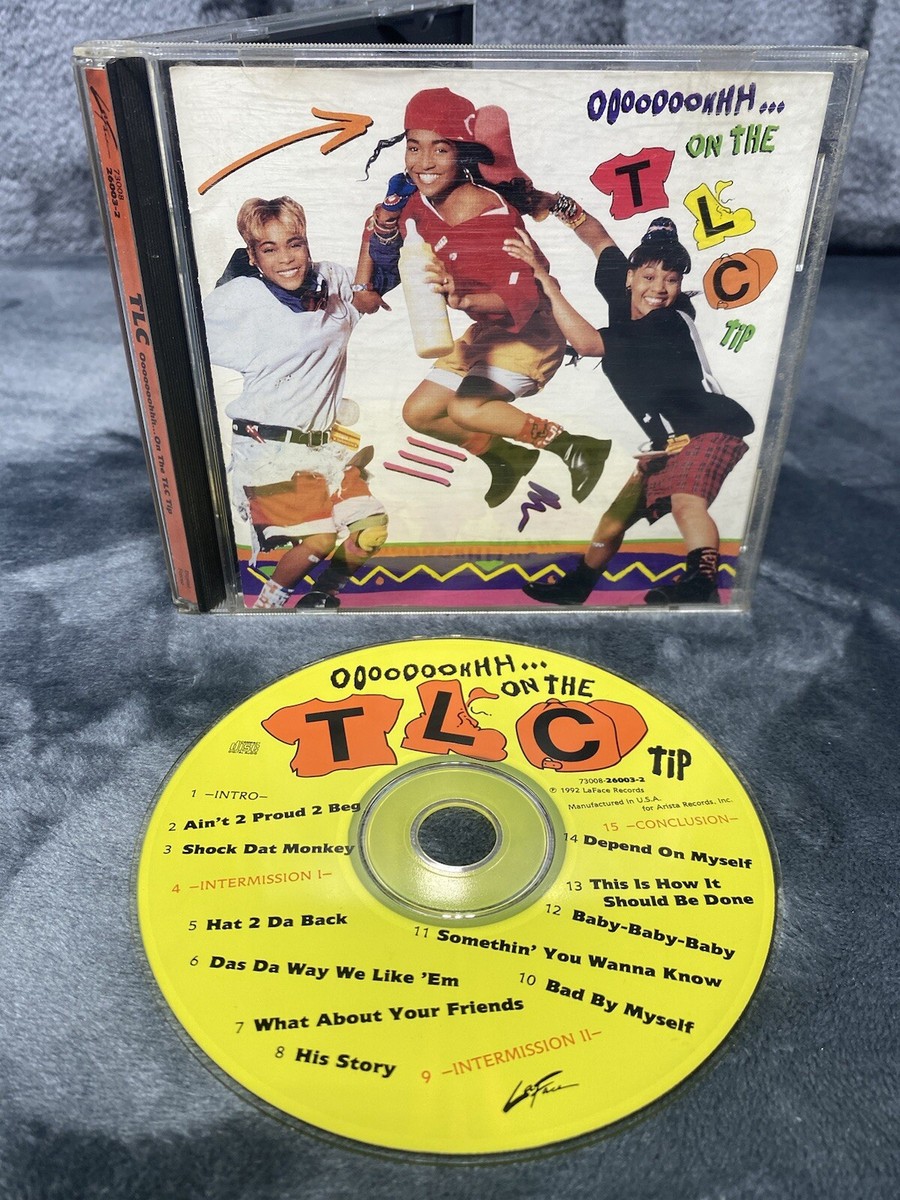 OOOOOOOHHH...
ON THE
T
L
C
TIP
LaFace
73008
26003-2
TLC Ooooooohhh...On The TLC Tip
OOOOOOOHHH...
ON THE
T L C
TIP
73008-26003-2
℗ 1992 LaFace Records
Manufactured in U.S.A.
for Arista Records, Inc.
1 –INTRO–
2 Ain't 2 Proud 2 Beg
3 Shock Dat Monkey
4 –INTERMISSION I–
5 Hat 2 Da Back
6 Das Da Way We Like 'Em
7 What About Your Friends
8 His Story
9 –INTERMISSION II–
10 Bad By Myself
11 Somethin' You Wanna Know
12 Baby-Baby-Baby
13 This Is How It
Should Be Done
14 Depend On Myself
15 –CONCLUSION–
LaFace